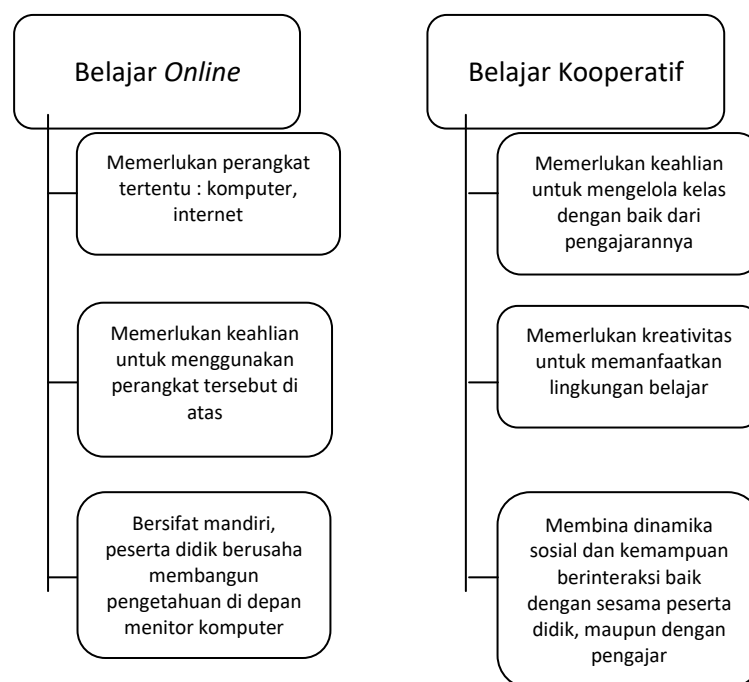 Belajar Online
Memerlukan perangkat
tertentu : komputer,
internet
Memerlukan keahlian
untuk menggunakan
perangkat tersebut di
atas
Bersifat mandiri,
peserta didik berusaha
membangun
pengetahuan di depan
menitor komputer
Belajar Kooperatif
Memerlukan keahlian
untuk mengelola kelas
dengan baik dari
pengajarannya
Memerlukan kreativitas
untuk memanfaatkan
lingkungan belajar
Membina dinamika
sosial dan kemampuan
berinteraksi baik
dengan sesama peserta
didik, maupun dengan
pengajar